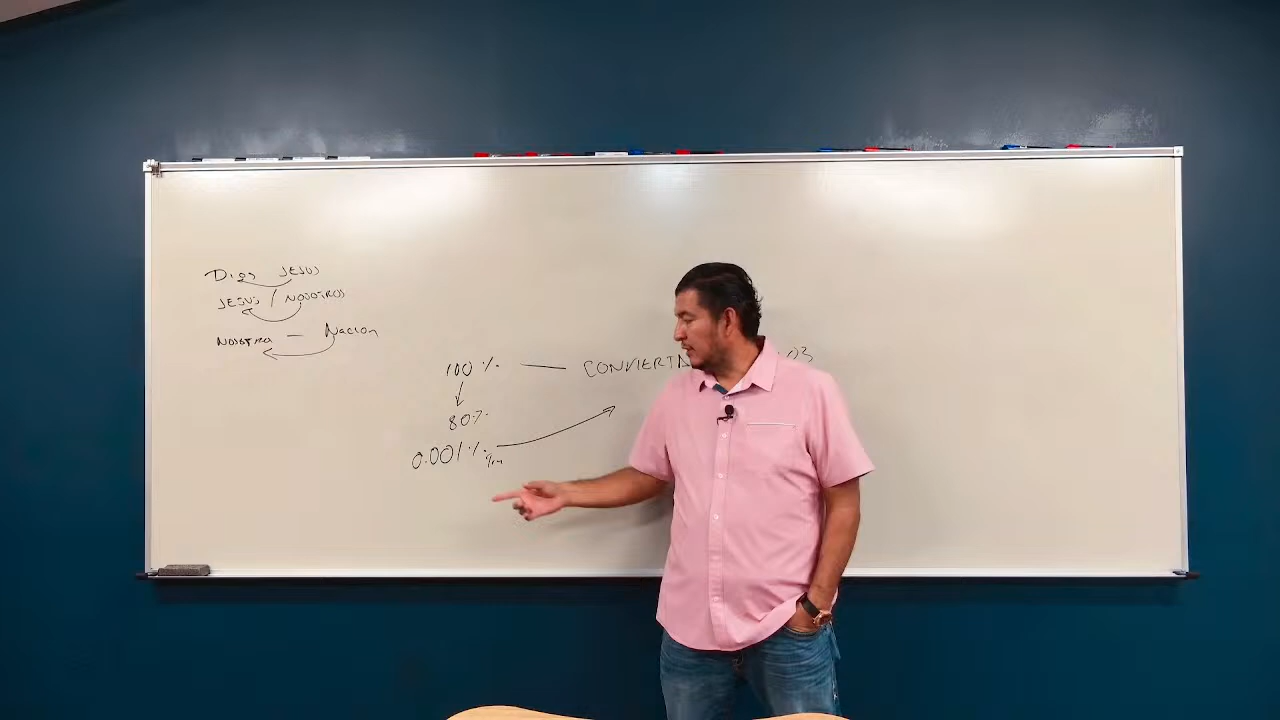 Dios JESUS
JESUS / NOSOTROS
NOSOTROS — Nacion
100 % — CONVIERTA
80%
0.001%